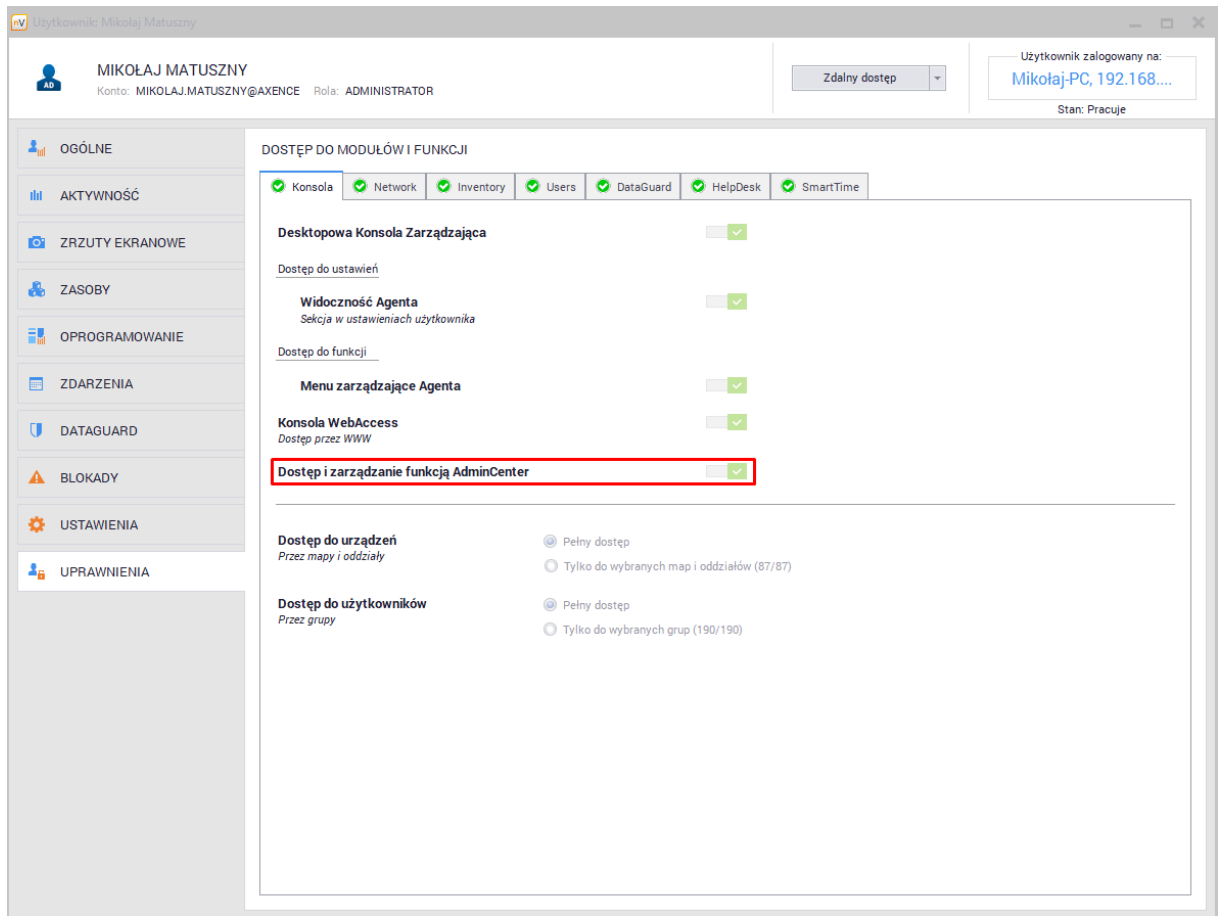 nV Użytkownik: Mikołaj Matuszny
MIKOŁAJ MATUSZNY
Konto: MIKOLAJ.MATUSZNY@AXENCE Rola: ADMINISTRATOR
AD
Zdalny dostęp
Użytkownik zalogowany na:
Mikołaj-PC, 192.168....
Stan: Pracuje
OGÓLNE
AKTYWNOŚĆ
ZRZUTY EKRANOWE
ZASOBY
OPROGRAMOWANIE
ZDARZENIA
DATAGUARD
BLOKADY
USTAWIENIA
UPRAWNIENIA
DOSTĘP DO MODUŁÓW I FUNKCJI
Konsola Network Inventory Users DataGuard HelpDesk SmartTime
Desktopowa Konsola Zarządzająca
Dostęp do ustawień
Widoczność Agenta
Sekcja w ustawieniach użytkownika
Dostęp do funkcji
Menu zarządzające Agenta
Konsola WebAccess
Dostęp przez WWW
Dostęp i zarządzanie funkcją AdminCenter
Dostęp do urządzeń
Przez mapy i oddziały
Pełny dostęp
Tylko do wybranych map i oddziałów (87/87)
Dostęp do użytkowników
Przez grupy
Pełny dostęp
Tylko do wybranych grup (190/190)